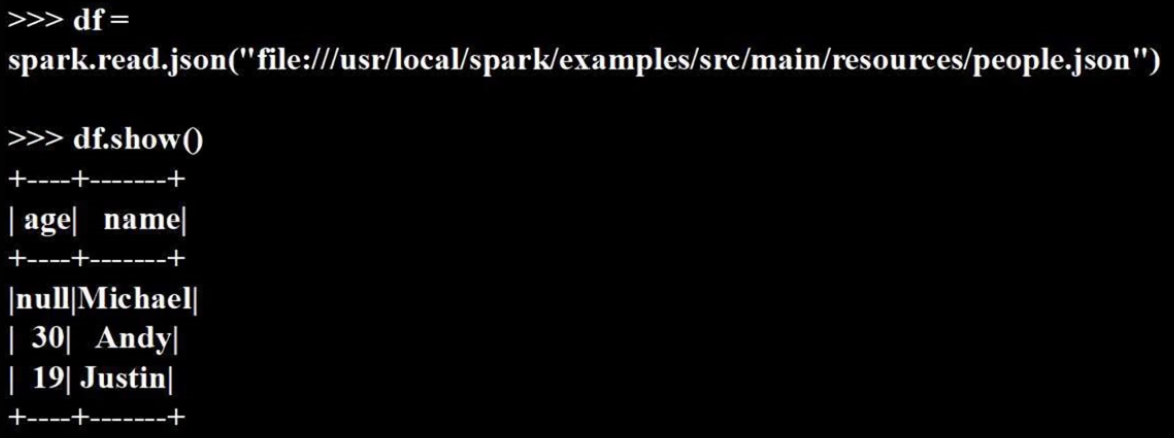 >>> df =
spark.read.json("file:///usr/local/spark/examples/src/main/resources/people.json")
>>> df.show()
+----+-------+
| age|   name|
+----+-------+
|null|Michael|
|  30|   Andy|
|  19| Justin|
+----+-------+